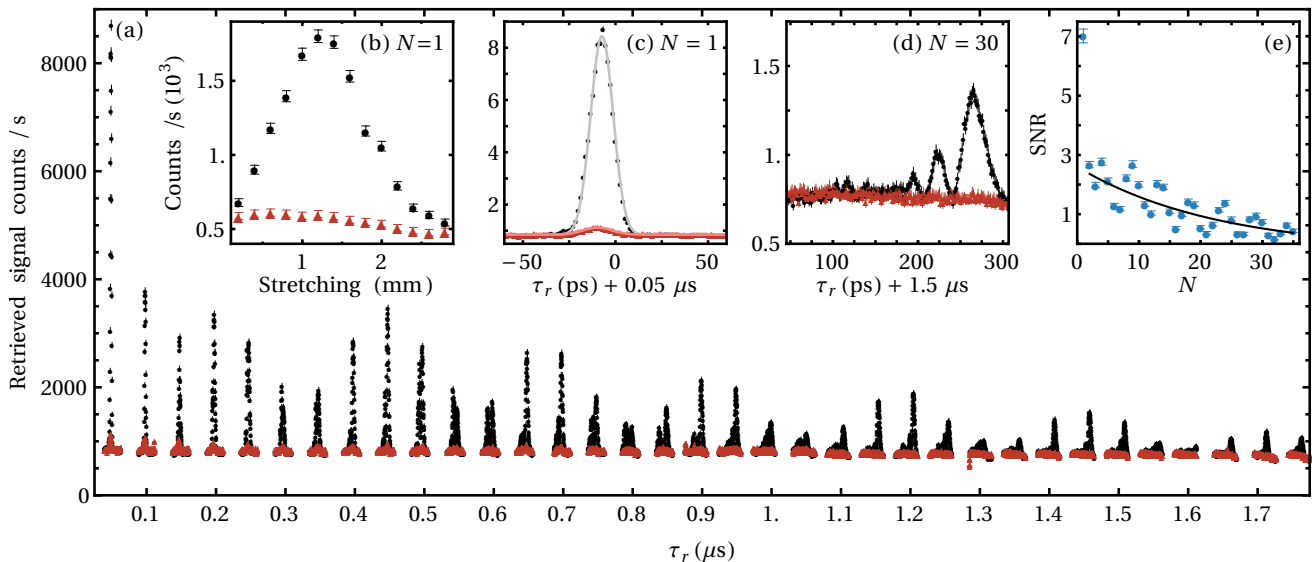 (a)
Retrieved signal counts / s
8000
6000
4000
2000
0
0.1 0.2 0.3 0.4 0.5 0.6 0.7 0.8 0.9 1. 1.1 1.2 1.3 1.4 1.5 1.6 1.7
τr (μs)
(b) N=1
Counts /s (10³)
1.5
1.
0.5
1 2
Stretching (mm)
(c) N = 1
8
6
4
2
−50 0 50
τr (ps) + 0.05 μs
(d) N = 30
1.5
1.
0.5
100 150 200 250 300
τr (ps) + 1.5 μs
(e)
SNR
7
5
3
1
0 10 20 30
N